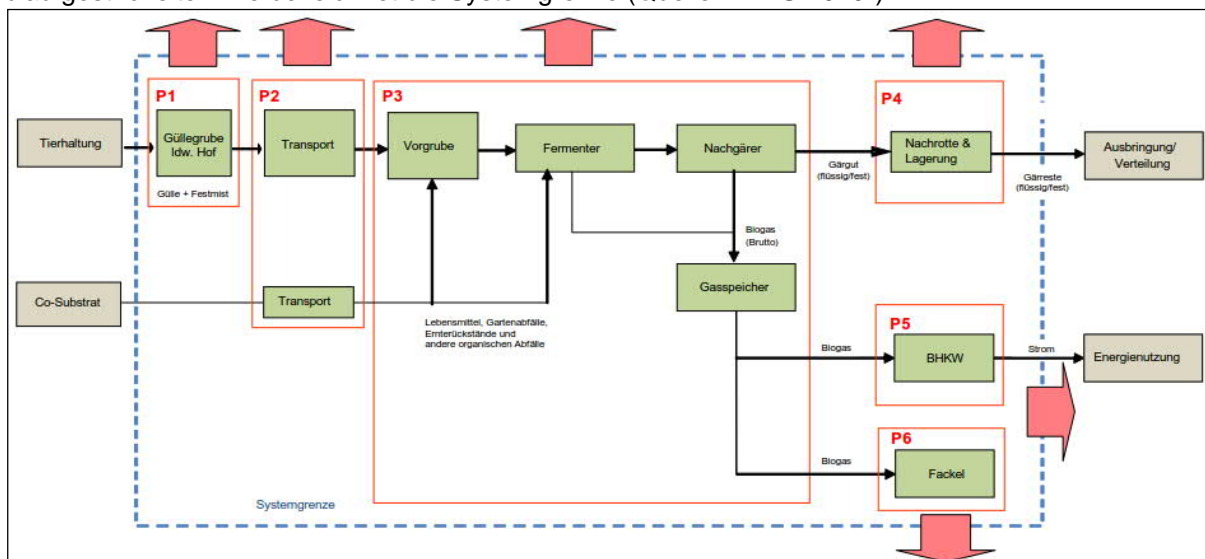 P1
P2
P3
P4
Tierhaltung
Güllegrube
ldw. Hof
Transport
Vorgrube
Fermenter
Nachgärer
Nachrotte &
Lagerung
Ausbringung/
Verteilung
Gülle + Festmist
Gärgut
(flüssig/fest)
Gärreste
(flüssig/fest)
Biogas
(Brutto)
Co-Substrat
Transport
Gasspeicher
Lebensmittel, Gartenabfälle,
Ernterückstände und
andere organischen Abfälle
P5
Biogas
BHKW
Strom
Energienutzung
P6
Biogas
Fackel
Systemgrenze